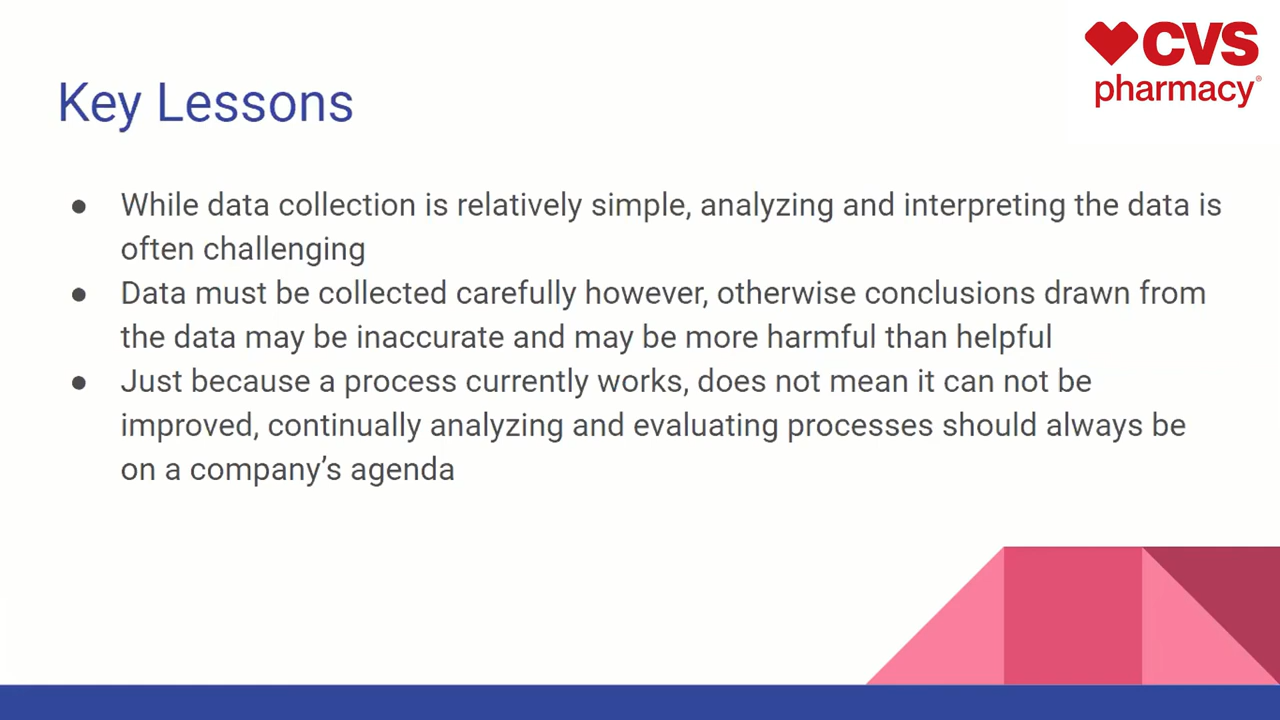 CVS
pharmacy®
Key Lessons
● While data collection is relatively simple, analyzing and interpreting the data is
often challenging
● Data must be collected carefully however, otherwise conclusions drawn from
the data may be inaccurate and may be more harmful than helpful
● Just because a process currently works, does not mean it can not be
improved, continually analyzing and evaluating processes should always be
on a company’s agenda